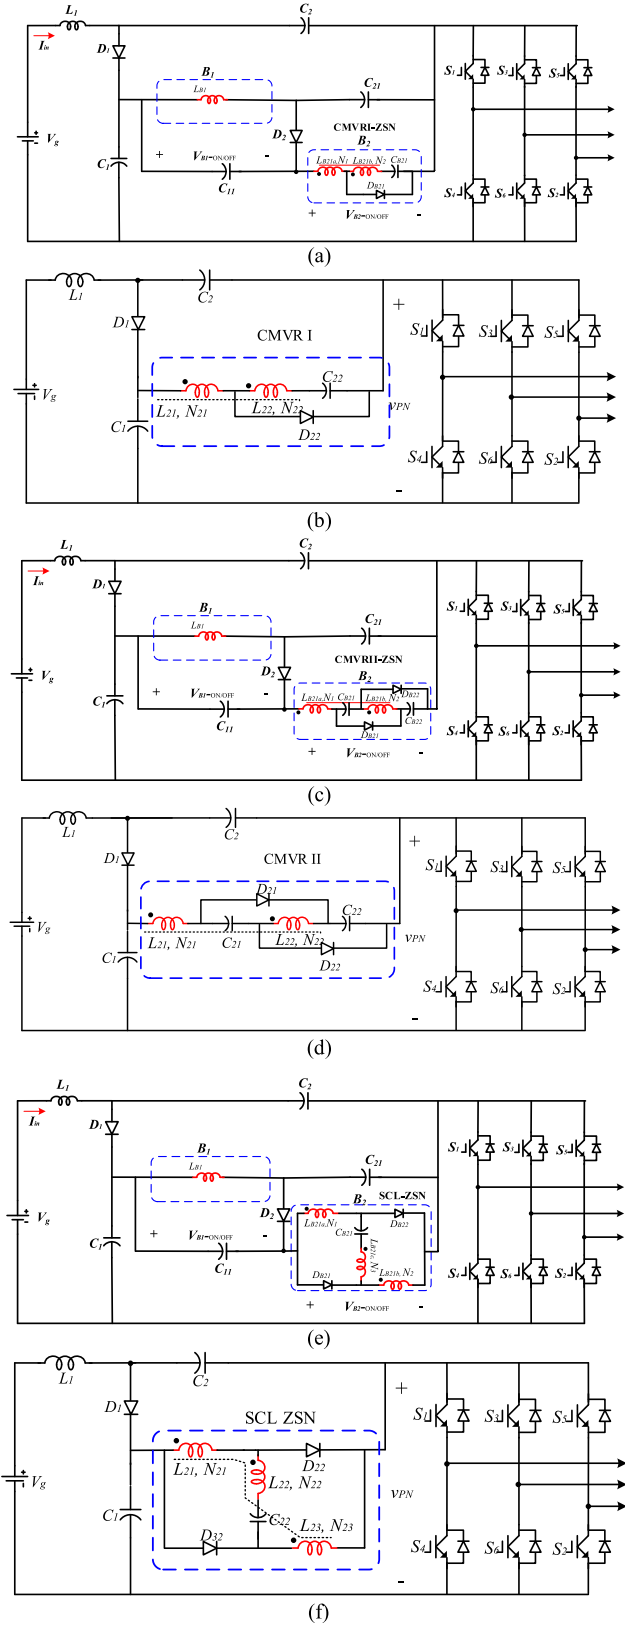 L1 C2
Iin D1 S1 S3 S5
B1
LB1 C21
Vg D2 CMVRI-ZSN
B2
C1 + VB1=ON/OFF - LB21a,N1 LB21b,N2 CB21
C11 DB21 S4 S6 S2
+ VB2=ON/OFF -
(a)
L1 C2 +
D1 CMVR I S1 S3 S5
C22
Vg L21, N21 L22, N22 vPN
C1 D22
S4 S6 S2
-
(b)
L1 C2
Iin D1 S1 S3 S5
B1
LB1 C21
Vg D2 CMVRII-ZSN
B2 DB22
C1 + VB1=ON/OFF - LB21a,N1 CB21 LB21b,N2
C11 DB21 CB22 S4 S6 S2
+ VB2=ON/OFF -
(c)
L1 C2 +
D1 CMVR II S1 S3 S5
D21
C22
Vg L21, N21 C21 L22, N22 vPN
C1 D22
S4 S6 S2
-
(d)
L1 C2
Iin D1 S1 S3 S5
B1
LB1 C21
B2 SCL-ZSN
Vg D2 LB21a,N1 DB22
C1 + VB1=ON/OFF - CB21
C11 LB21c,N3 S4 S6 S2
DB21 LB21b,N2
+ VB2=ON/OFF -
(e)
L1 C2 +
D1 SCL ZSN S1 S3 S5
L21, N21 D22
Vg L22, N22 vPN
C1 C22 L23, N23
D32 S4 S6 S2
-
(f)